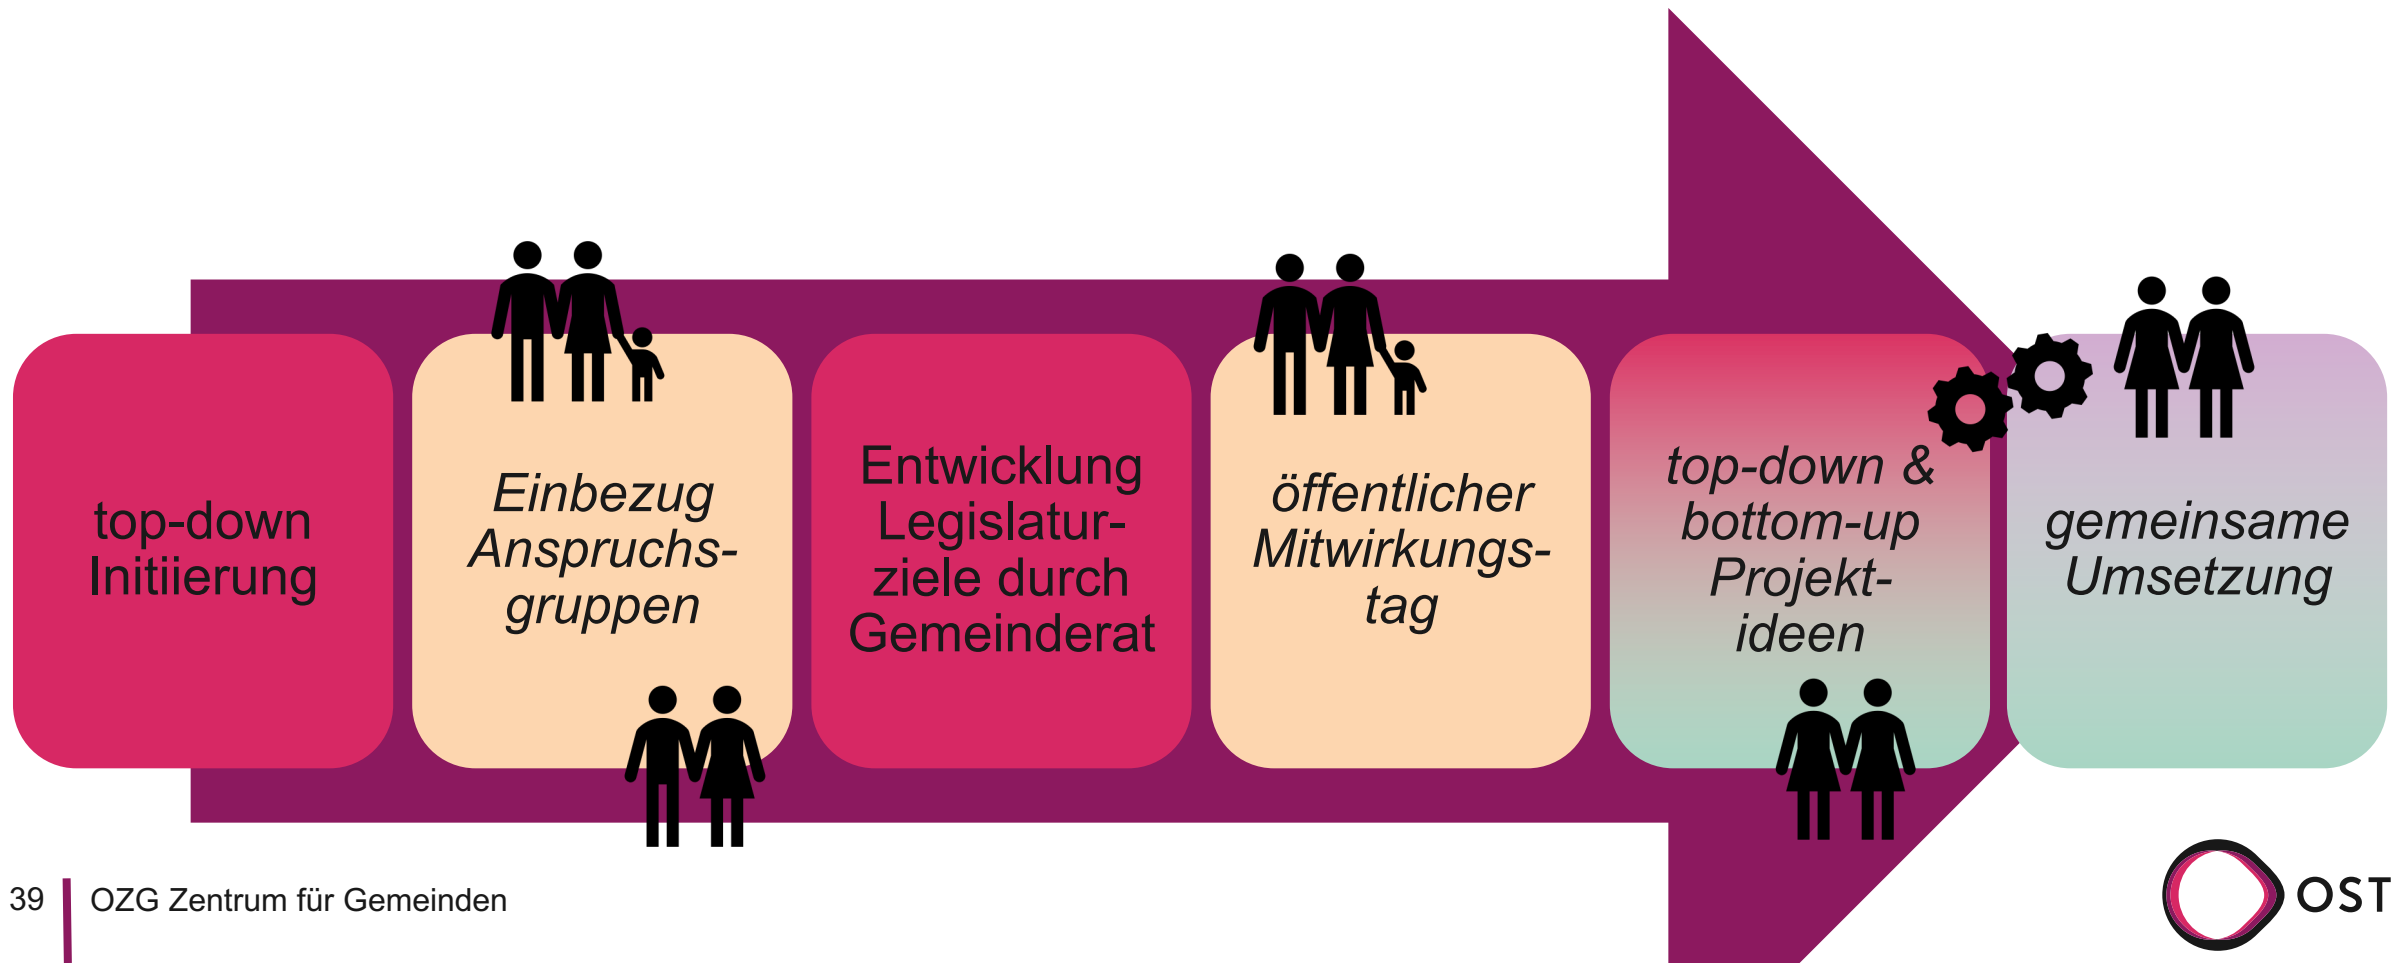 top-down
Initiierung
Einbezug
Anspruchs-
gruppen
Entwicklung
Legislatur-
ziele durch
Gemeinderat
öffentlicher
Mitwirkungs-
tag
top-down &
bottom-up
Projekt-
ideen
gemeinsame
Umsetzung
39
OZG Zentrum für Gemeinden
OST